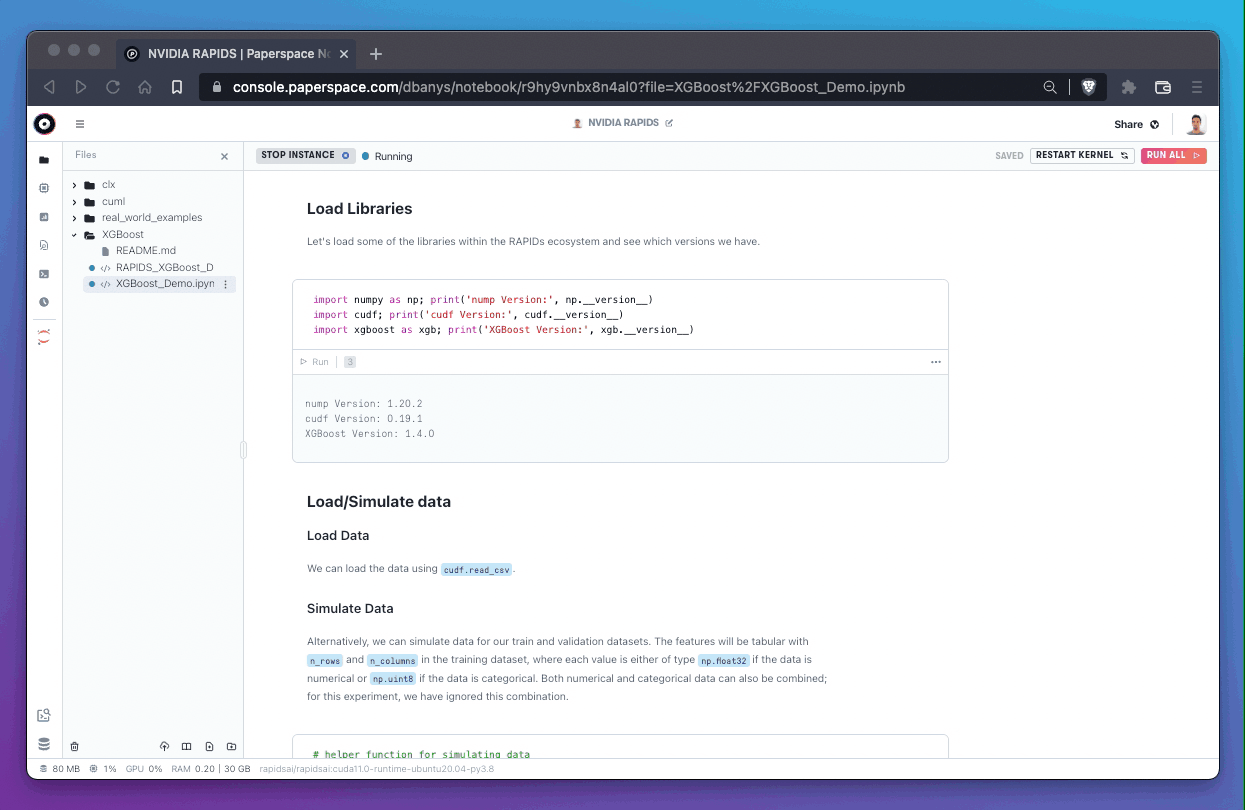 NVIDIA RAPIDS | Paperspace No
console.paperspace.com/dbanys/notebook/r9hy9vnbx8n4al0?file=XGBoost%2FXGBoost_Demo.ipynb
NVIDIA RAPIDS
Share
Files
STOP INSTANCE
Running
SAVED
RESTART KERNEL
RUN ALL
clx
cuml
real_world_examples
XGBoost
README.md
RAPIDS_XGBoost_D
XGBoost_Demo.ipyn
Load Libraries
Let's load some of the libraries within the RAPIDs ecosystem and see which versions we have.
import numpy as np; print('nump Version:', np.__version__)
import cudf; print('cudf Version:', cudf.__version__)
import xgboost as xgb; print('XGBoost Version:', xgb.__version__)
Run
3
nump Version: 1.20.2
cudf Version: 0.19.1
XGBoost Version: 1.4.0
Load/Simulate data
Load Data
We can load the data using cudf.read_csv.
Simulate Data
Alternatively, we can simulate data for our train and validation datasets. The features will be tabular with
n_rows and n_columns in the training dataset, where each value is either of type np.float32 if the data is
numerical or np.uint8 if the data is categorical. Both numerical and categorical data can also be combined;
for this experiment, we have ignored this combination.
# helper function for simulating data
80 MB 1% GPU 0% RAM 0.20 | 30 GB rapidsai/rapidsai:cuda11.0-runtime-ubuntu20.04-py3.8